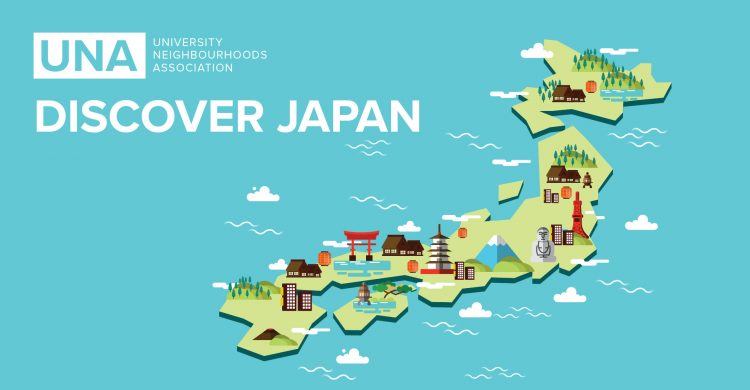 UNA
UNIVERSITY
NEIGHBOURHOODS
ASSOCIATION
DISCOVER JAPAN